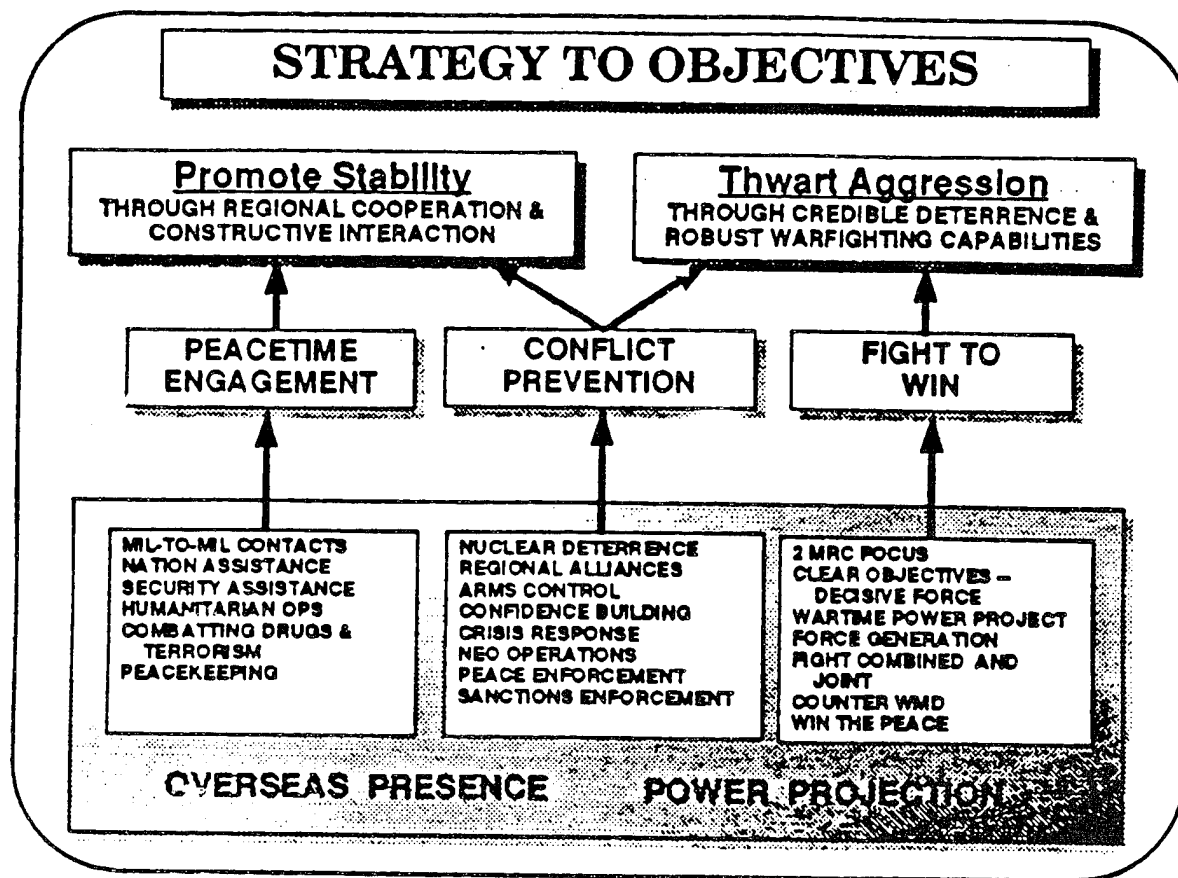 STRATEGY TO OBJECTIVES
Promote Stability
THROUGH REGIONAL COOPERATION &
CONSTRUCTIVE INTERACTION
Thwart Aggression
THROUGH CREDIBLE DETERRENCE &
ROBUST WARFIGHTING CAPABILITIES
PEACETIME
ENGAGEMENT
CONFLICT
PREVENTION
FIGHT TO
WIN
MIL-TO-MIL CONTACTS
NATION ASSISTANCE
SECURITY ASSISTANCE
HUMANITARIAN OPS
COMBATTING DRUGS &
TERRORISM
PEACEKEEPING
NUCLEAR DETERRENCE
REGIONAL ALLIANCES
ARMS CONTROL
CONFIDENCE BUILDING
CRISIS RESPONSE
NEO OPERATIONS
PEACE ENFORCEMENT
SANCTIONS ENFORCEMENT
2 MRC FOCUS
CLEAR OBJECTIVES –
DECISIVE FORCE
WARTIME POWER PROJECT
FORCE GENERATION
FIGHT COMBINED AND
JOINT
COUNTER WMD
WIN THE PEACE
OVERSEAS PRESENCE
POWER PROJECTION